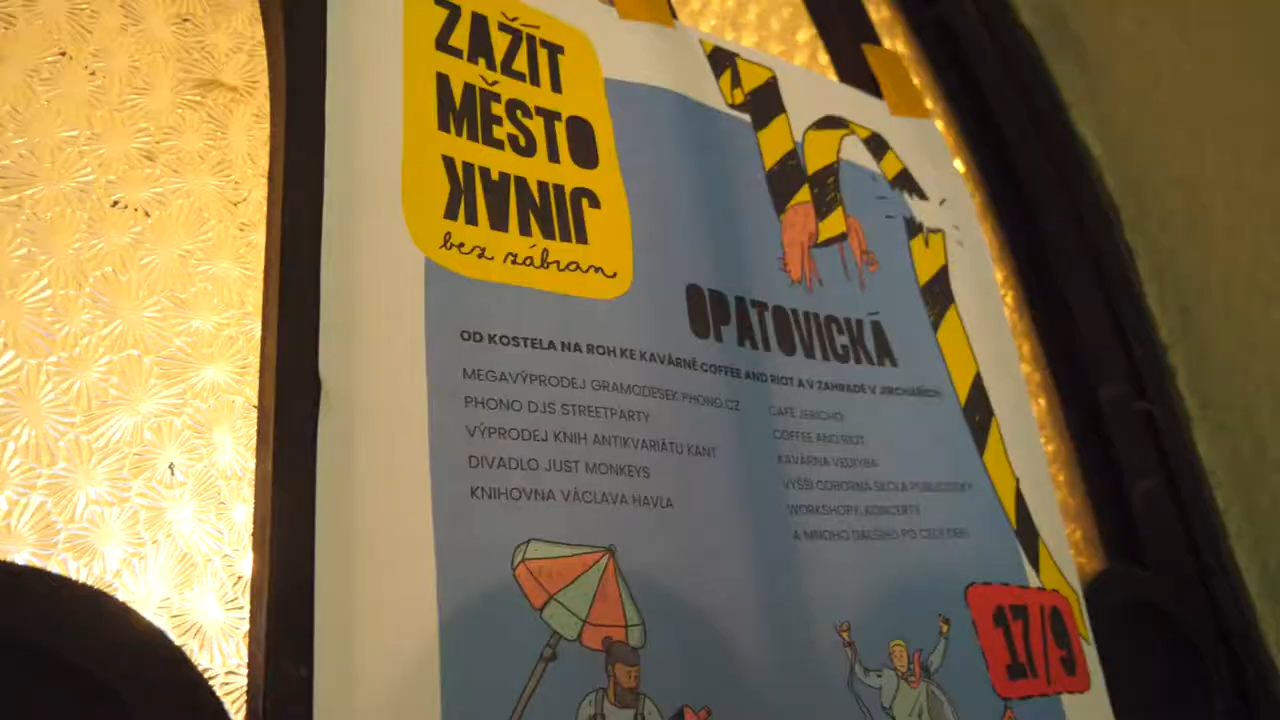 ZAŽÍT
MĚSTO
JINAK
bez zábran
OPATOVICKÁ
OD KOSTELA NA ROH KE KAVÁRNĚ COFFEE AND RIOT A V ZAHRADĚ V JIRCHÁŘÍCH
MEGAVÝPRODEJ GRAMODESEK PHONO.CZ
PHONO DJS STREETPARTY
VÝPRODEJ KNIH ANTIKVARIÁTU KANT
DIVADLO JUST MONKEYS
KNIHOVNA VÁCLAVA HAVLA
CAFE JERICHO
COFFEE AND RIOT
KAVÁRNA VELRYBA
VYŠŠÍ ODBORNÁ ŠKOLA PUBLICISTIKY
WORKSHOPY, KONCERTY
A MNOHO DALŠÍHO PO CELÝ DEN!
17/9